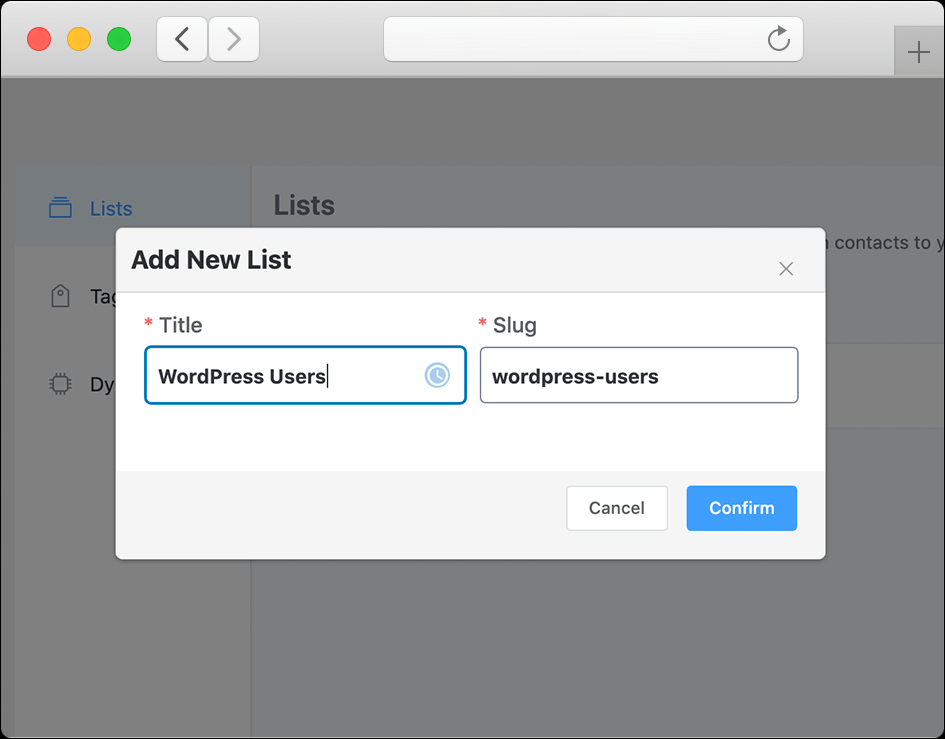 Lists
Lists
contacts to y
Add New List
Tag
* Title
* Slug
Dy
WordPress Users
wordpress-users
Cancel
Confirm